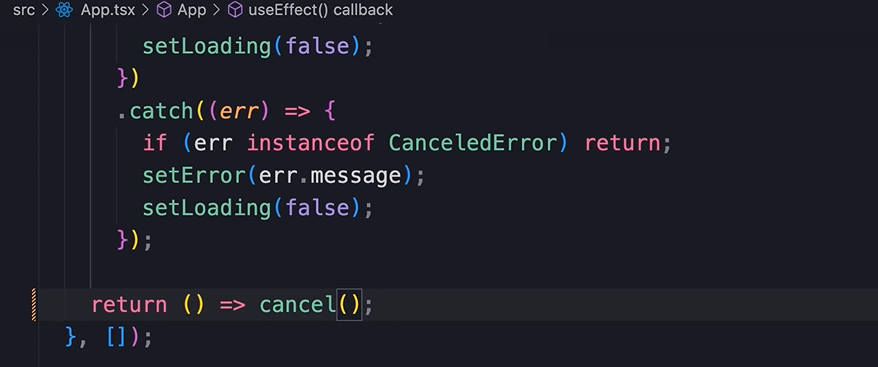 src > App.tsx > App > useEffect() callback
setLoading(false);
})
.catch((err) => {
if (err instanceof CanceledError) return;
setError(err.message);
setLoading(false);
});
return () => cancel();
}, []);